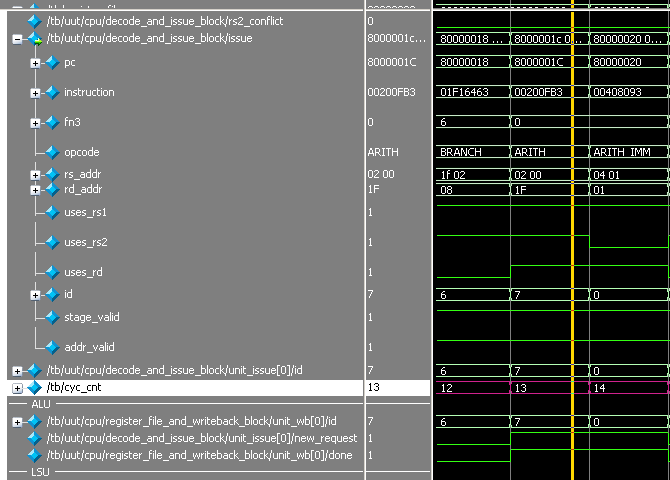 /tb/uut/cpu/decode_and_issue_block/rs2_conflict 0
/tb/uut/cpu/decode_and_issue_block/issue 8000001c... 80000018 ... 8000001c 0... 80000020 0...
pc 8000001C 80000018 8000001C 80000020
instruction 00200FB3 01F16463 00200FB3 00408093
fn3 0 6 0
opcode ARITH BRANCH ARITH ARITH IMM
rs_addr 02 00 1f 02 02 00 04 01
rd_addr 1F 08 1F 01
uses_rs1 1
uses_rs2 1
uses_rd 1
id 7 6 7 0
stage_valid 1
addr_valid 1
/tb/uut/cpu/decode_and_issue_block/unit_issue[0]/id 7 6 7 0
/tb/cyc_cnt 13 12 13 14
ALU
/tb/uut/cpu/register_file_and_writeback_block/unit_wb[0]/id 7 6 7 0
/tb/uut/cpu/decode_and_issue_block/unit_issue[0]/new_request 1
/tb/uut/cpu/register_file_and_writeback_block/unit_wb[0]/done 1
LSU